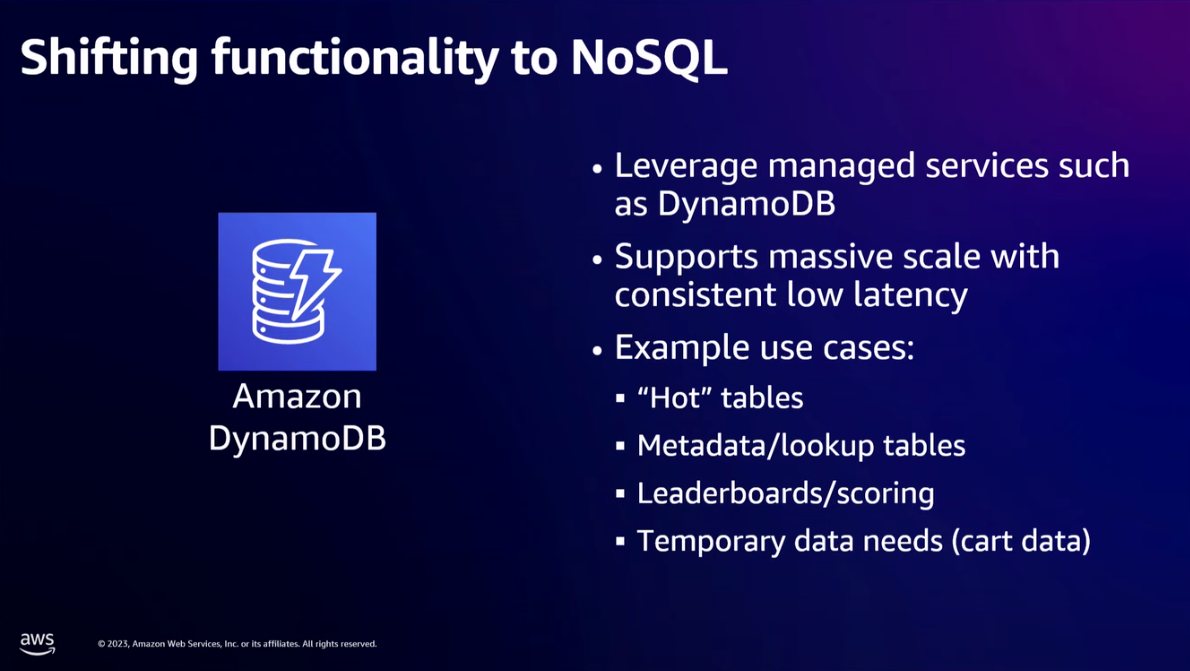 Shifting functionality to NoSQL
• Leverage managed services such
as DynamoDB
• Supports massive scale with
consistent low latency
• Example use cases:
▪ “Hot” tables
▪ Metadata/lookup tables
▪ Leaderboards/scoring
▪ Temporary data needs (cart data)
Amazon
DynamoDB
aws
© 2023, Amazon Web Services, Inc. or its affiliates. All rights reserved.